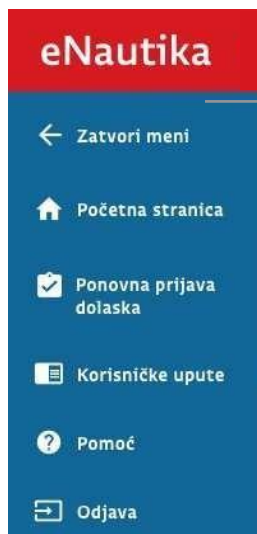 eNautika
Zatvori meni
Početna stranica
Ponovna prijava
dolaska
Korisničke upute
Pomoć
Odjava